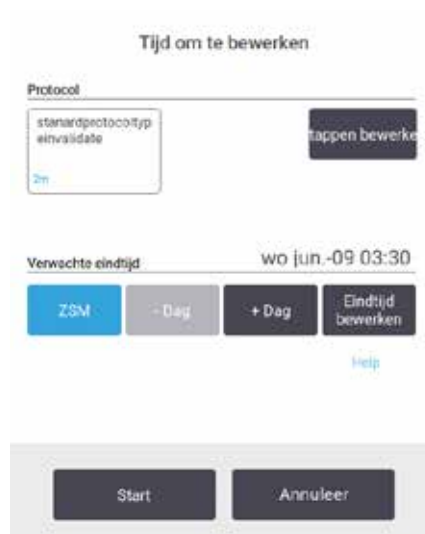 Tijd om te bewerken
Protocol
stanardprotocoltyp
einvalidate
tappen bewerke
2m
Verwachte eindtijd
wo jun.-09 03:30
ZSM
- Dag
+ Dag
Eindtijd
bewerken
Help
Start
Annuleer